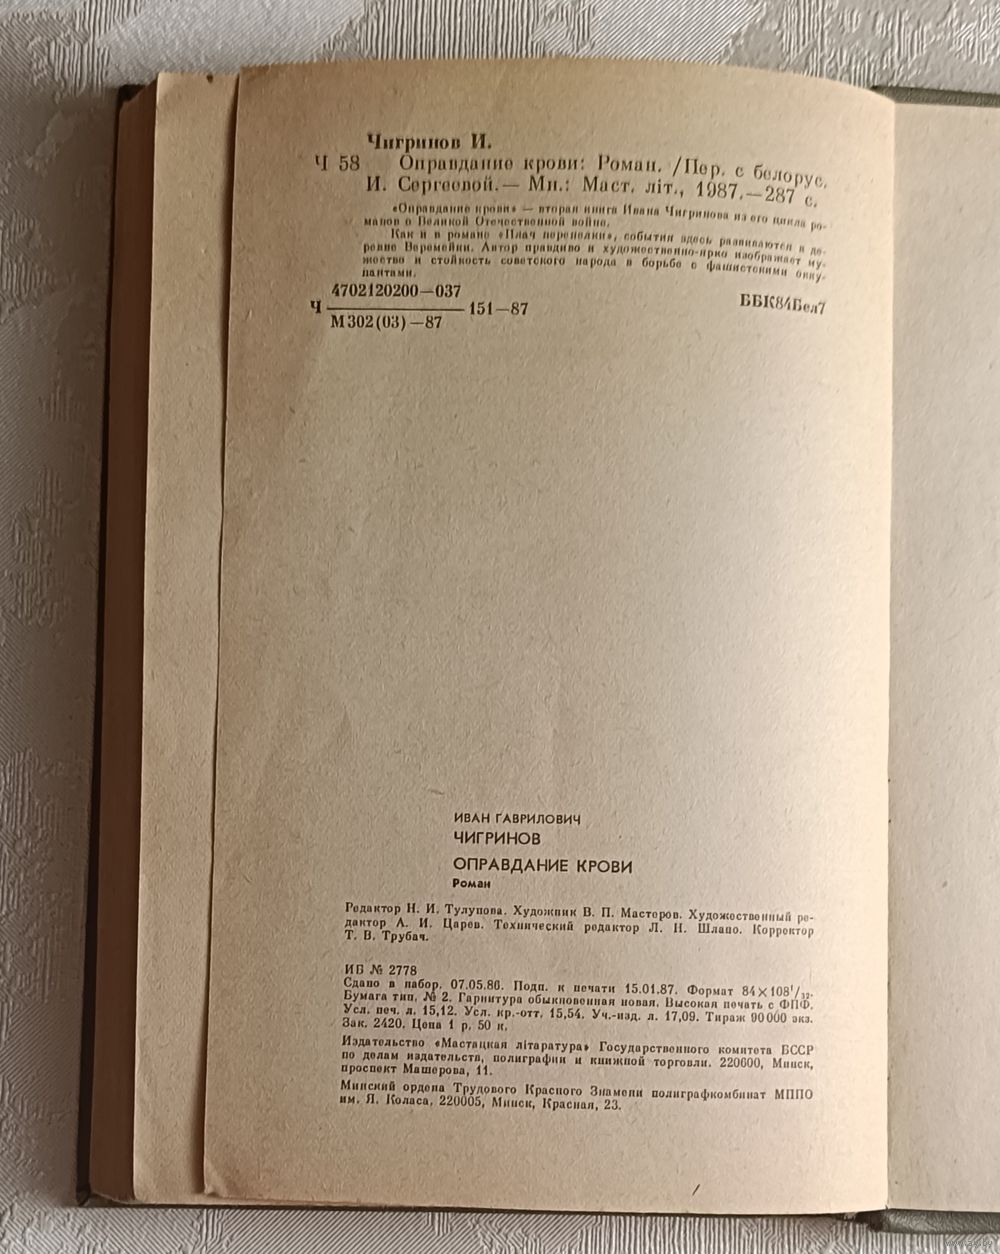 Чигринов И.
Ч 58 Оправдание крови: Роман. /Пер. с белорус.
И. Сергеевой.— Мн.: Маст. літ., 1987.—287 с.
«Оправдание крови» — вторая книга Ивана Чигринова из его цикла ро-
манов о Великой Отечественной войне.
Как и в романе «Плач перепелки», события здесь развиваются в де-
ревне Веремейки. Автор правдиво и художественно-ярко изображает му-
жество и стойкость советского народа в борьбе с фашистскими окку-
пантами.
4702120200—037
Ч 151—87
М 302(03)—87
ББК84Бел7
ИВАН ГАВРИЛОВИЧ
ЧИГРИНОВ
ОПРАВДАНИЕ КРОВИ
Роман
Редактор Н. И. Тулупова. Художник В. П. Мастеров. Художественный ре-
дактор А. И. Царев. Технический редактор Л. Н. Шлапо. Корректор
Т. В. Трубач.
ИБ № 2778
Сдано в набор. 07.05.86. Подп. к печати 15.01.87. Формат 84×108¹/₃₂.
Бумага тип. № 2. Гарнитура обыкновенная новая. Высокая печать с ФПФ.
Усл. печ. л. 15,12. Усл. кр.-отт. 15,54. Уч.-изд. л. 17,09. Тираж 90 000 экз.
Зак. 2420. Цена 1 р. 50 к.
Издательство «Мастацкая літаратура» Государственного комитета БССР
по делам издательств, полиграфии и книжной торговли. 220600, Минск,
проспект Машерова, 11.
Минский ордена Трудового Красного Знамени полиграфкомбинат МППО
им. Я. Коласа. 220005, Минск, Красная, 23.